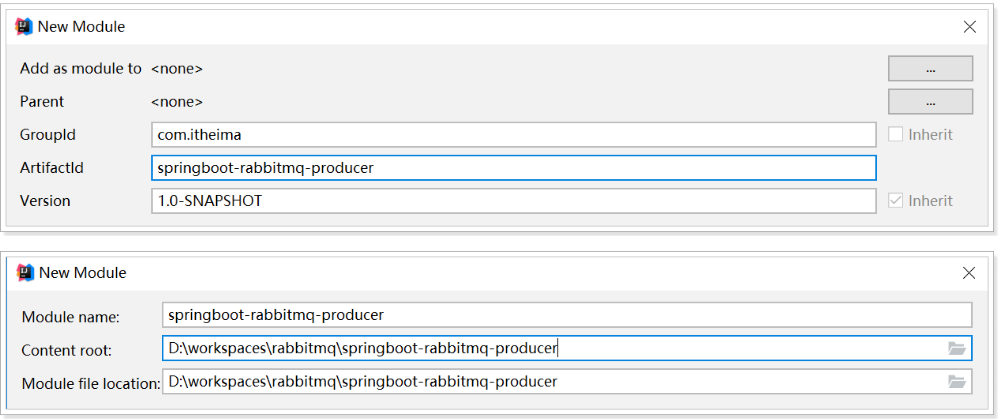 New Module
Add as module to <none> ...
Parent <none> ...
GroupId com.itheima Inherit
ArtifactId springboot-rabbitmq-producer
Version 1.0-SNAPSHOT Inherit
New Module
Module name: springboot-rabbitmq-producer
Content root: D:\workspaces\rabbitmq\springboot-rabbitmq-producer
Module file location: D:\workspaces\rabbitmq\springboot-rabbitmq-producer